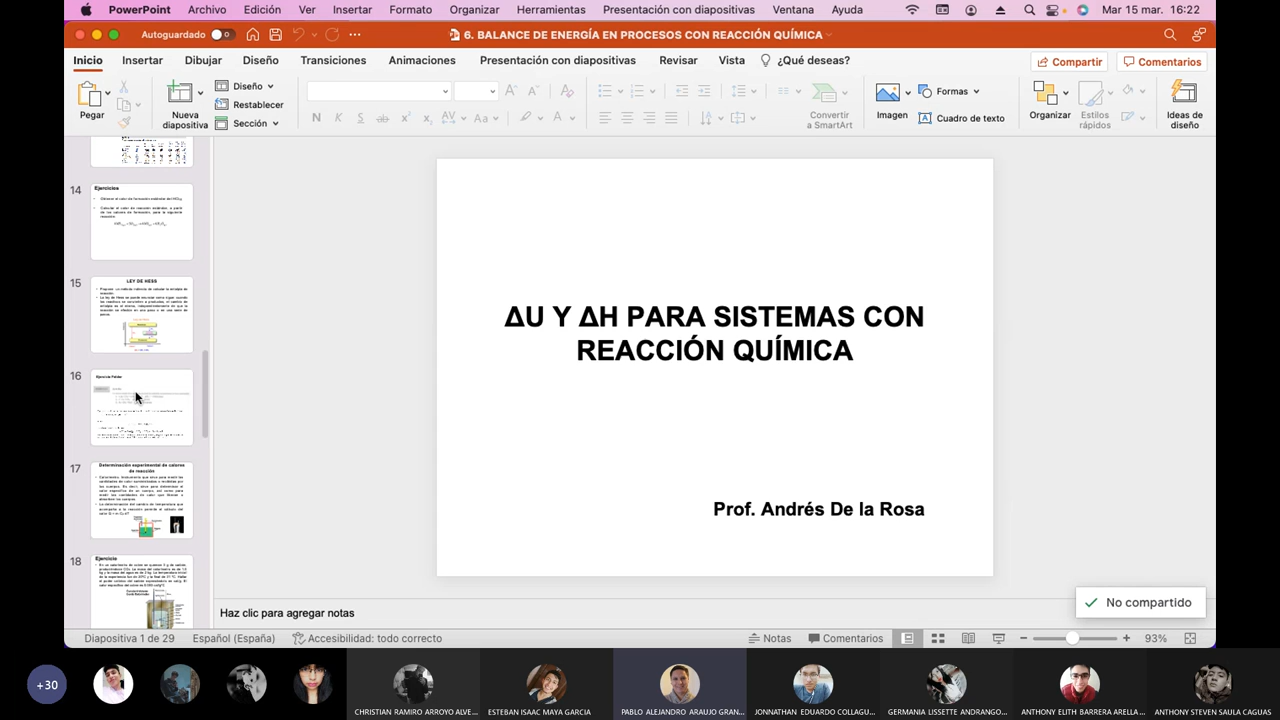 PowerPoint Archivo Edición Ver Insertar Formato Organizar Herramientas Presentación con diapositivas Ventana Ayuda Mar 15 mar. 16:22
Autoguardado
6. BALANCE DE ENERGÍA EN PROCESOS CON REACCIÓN QUÍMICA
Inicio Insertar Dibujar Diseño Transiciones Animaciones Presentación con diapositivas Revisar Vista ¿Qué deseas? Compartir Comentarios
Pegar
Nueva diapositiva
Diseño
Restablecer
Sección
Convertir a SmartArt
Imagen
Formas
Cuadro de texto
Organizar
Estilos rápidos
Ideas de diseño
14
Ejercicios
15
LEY DE HESS
16
Ejercicio Felder
17
Determinación experimental de calores
de reacción
18
Ejercicio
ΔU Y ΔH PARA SISTEMAS CON
REACCIÓN QUÍMICA
Prof. Andrés De la Rosa
No compartido
Haz clic para agregar notas
Diapositiva 1 de 29 Español (España) Accesibilidad: todo correcto Notas Comentarios 93%
+30
CHRISTIAN RAMIRO ARROYO ALVE...
ESTEBAN ISAAC MAYA GARCIA
PABLO ALEJANDRO ARAUJO GRAN...
JONNATHAN EDUARDO COLLAGU...
GERMANIA LISSETTE ANDRANGO...
ANTHONY ELITH BARRERA ARELLA...
ANTHONY STEVEN SAULA CAGUAS